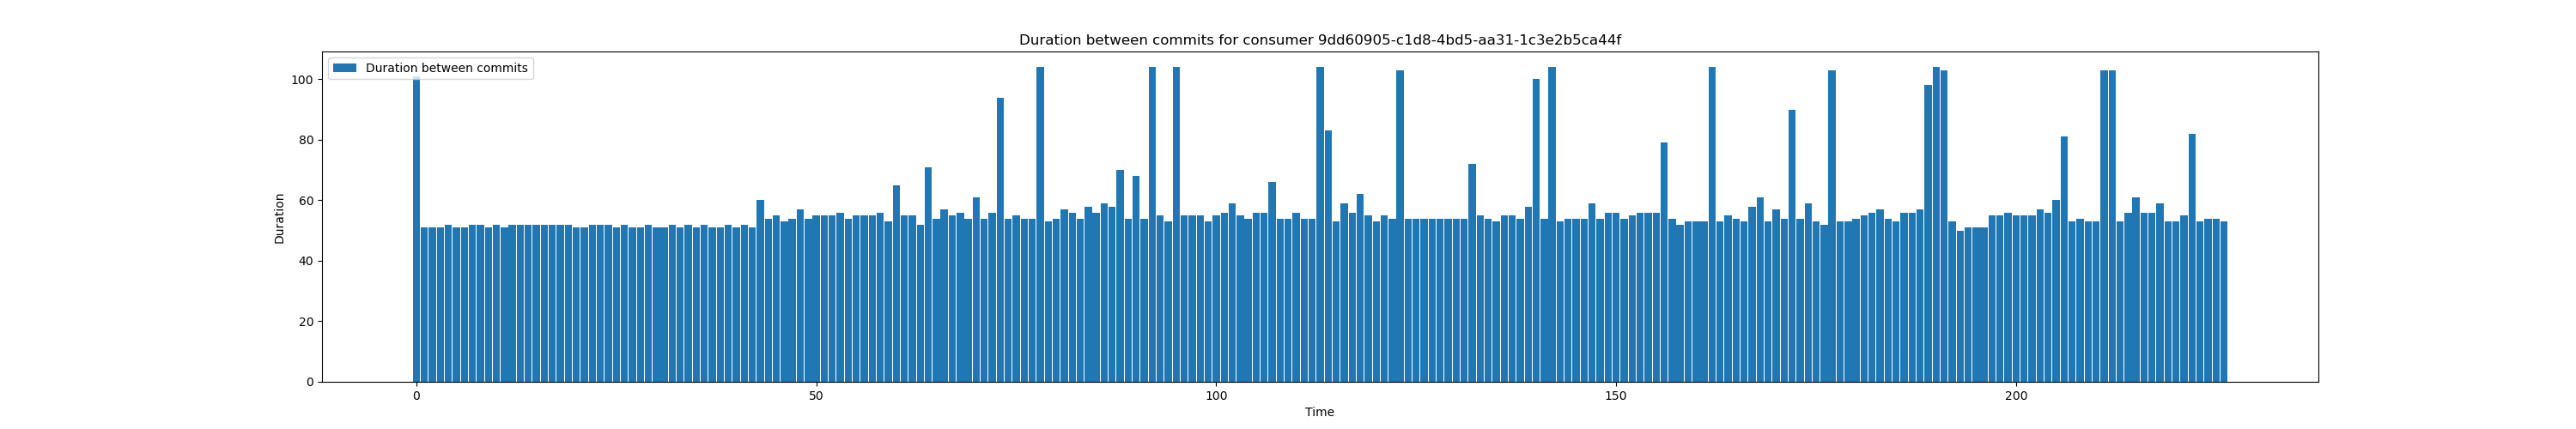 Duration between commits for consumer 9dd60905-c1d8-4bd5-aa31-1c3e2b5ca44f
Duration between commits
100
80
60
40
20
0
Duration
0 50 100 150 200
Time